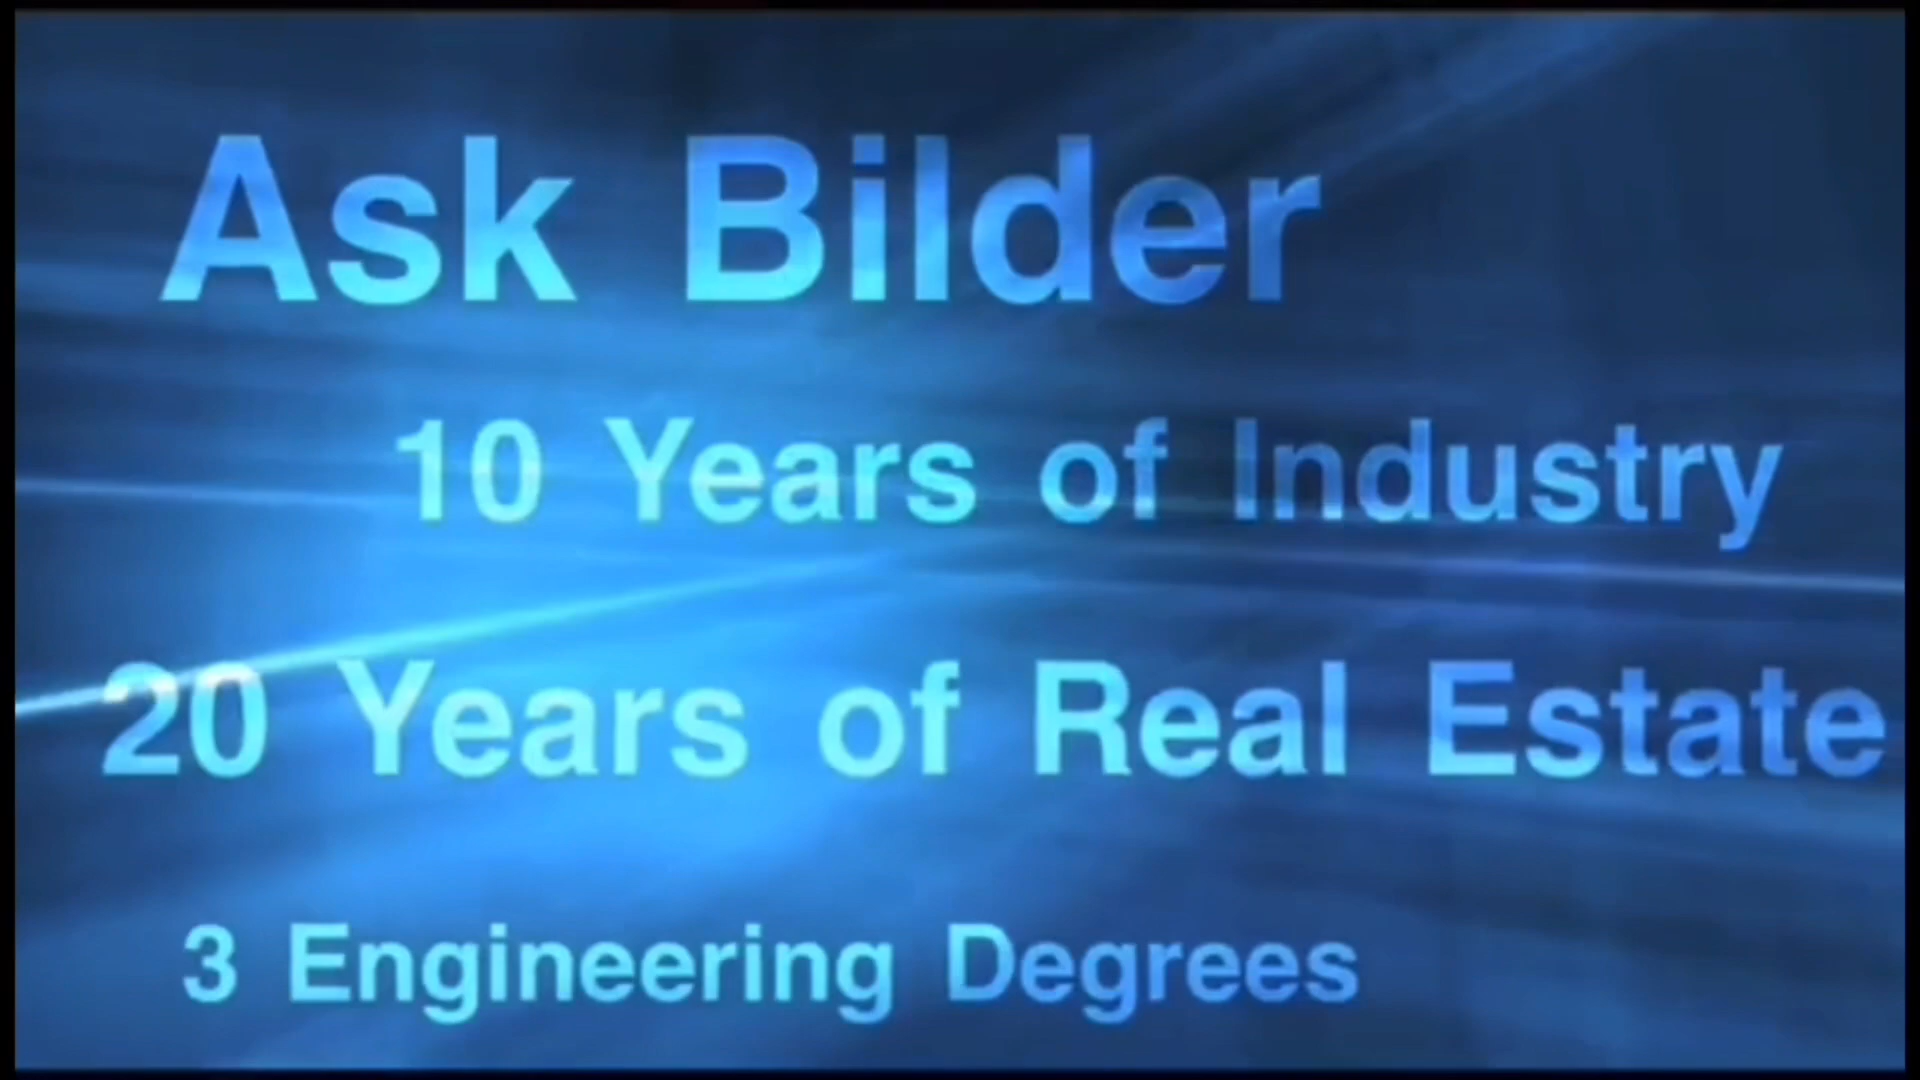 Ask Bilder
10 Years of Industry
20 Years of Real Estate
3 Engineering Degrees